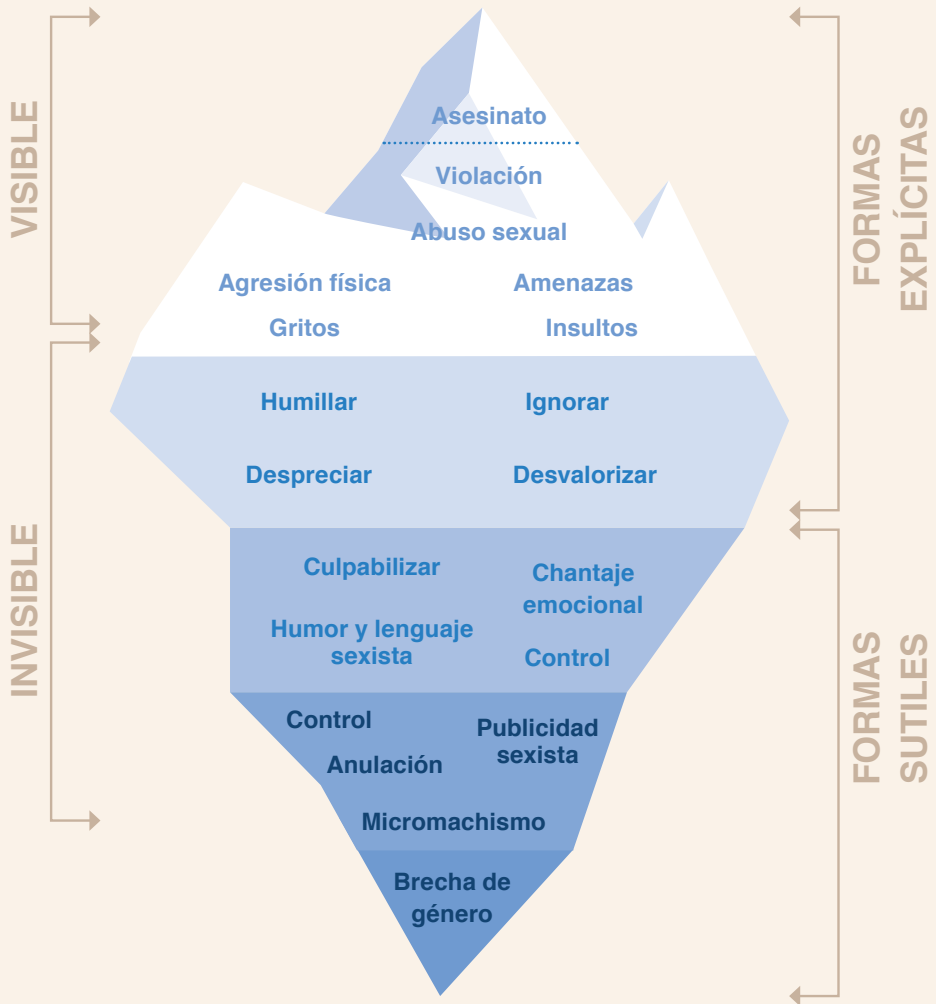 VISIBLE
INVISIBLE
Asesinato
Violación
Abuso sexual
Agresión física
Amenazas
Gritos
Insultos
Humillar
Ignorar
Despreciar
Desvalorizar
Culpabilizar
Chantaje
emocional
Humor y lenguaje
sexista
Control
Control
Publicidad
sexista
Anulación
Micromachismo
Brecha de
género
FORMAS
EXPLÍCITAS
FORMAS
SUTILES